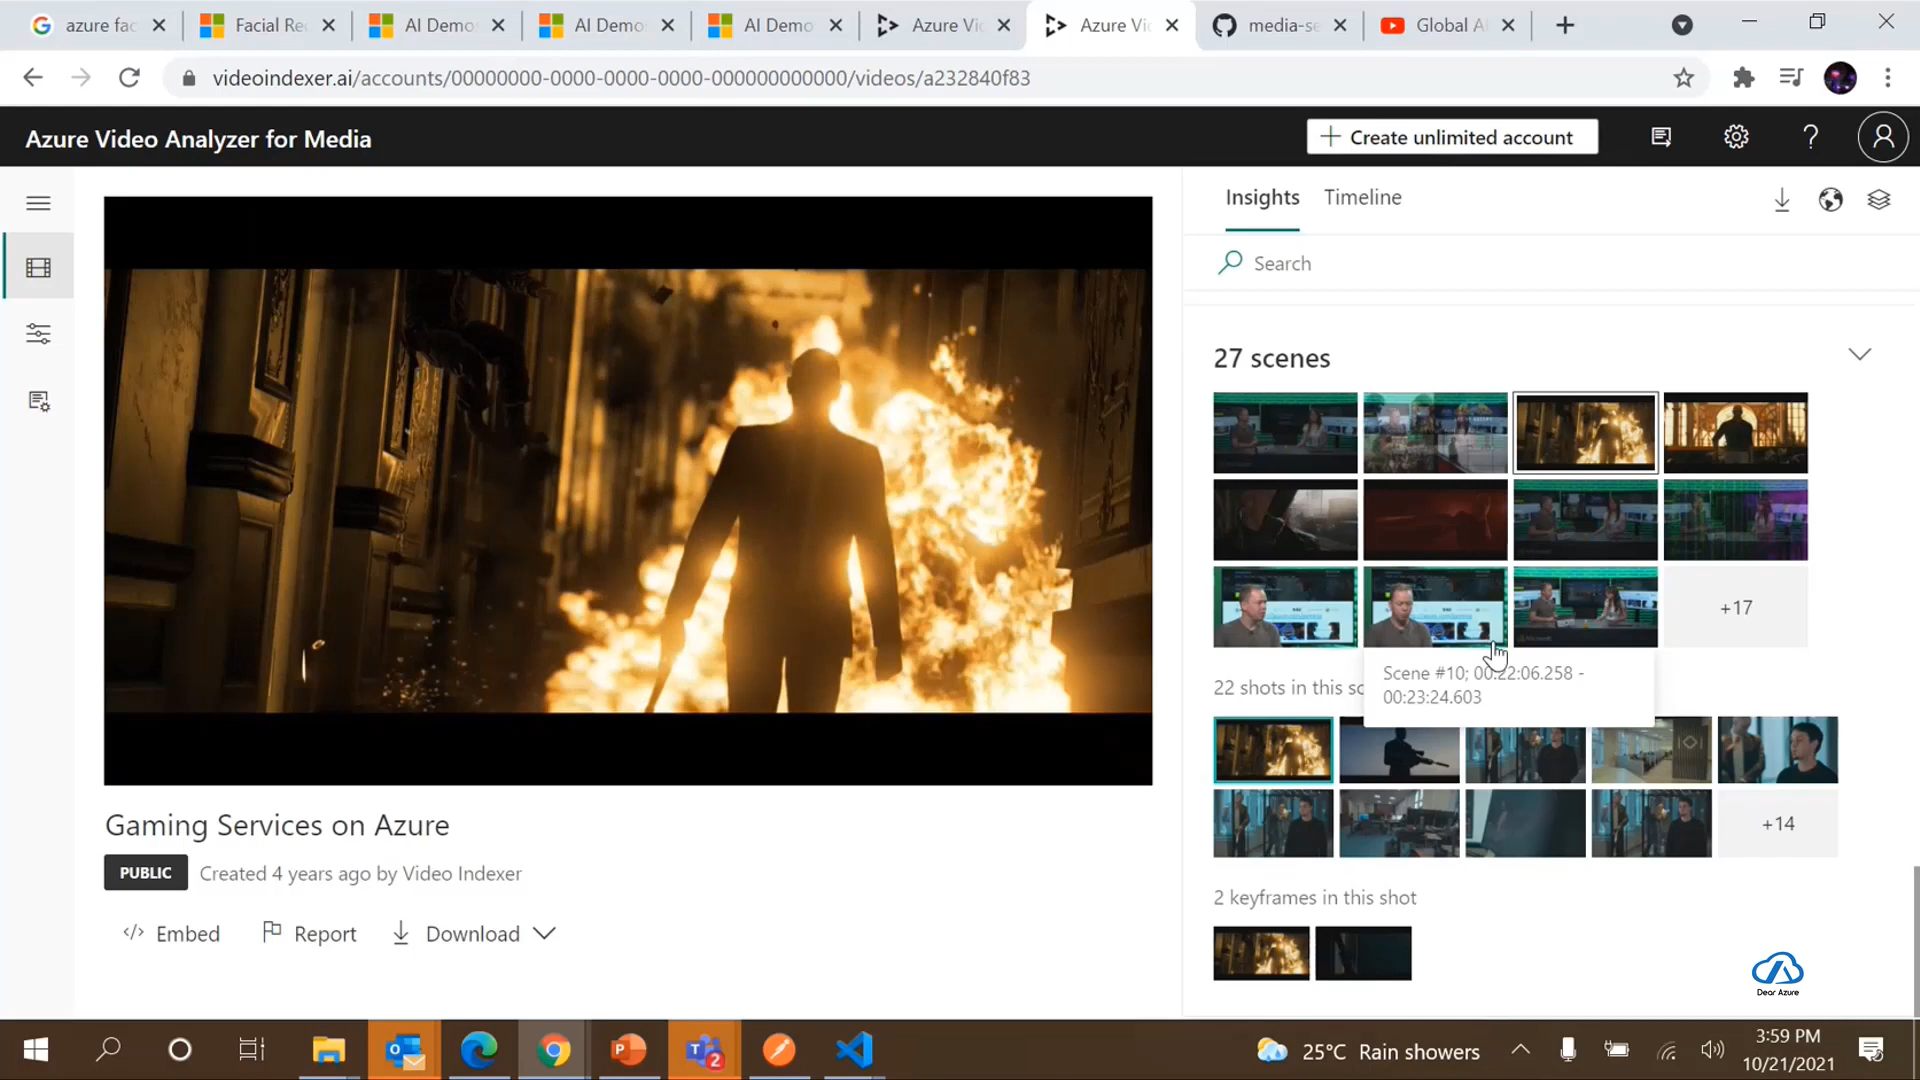 azure fac
Facial Re
AI Demo
AI Demo
AI Demo
Azure Vi
Azure Vi
media-se
Global A
videoindexer.ai/accounts/00000000-0000-0000-0000-000000000000/videos/a232840f83
Azure Video Analyzer for Media
Create unlimited account
Insights
Timeline
Search
27 scenes
+17
Scene #10; 00:22:06.258 -
00:23:24.603
22 shots in this sc
+14
2 keyframes in this shot
Gaming Services on Azure
PUBLIC
Created 4 years ago by Video Indexer
Embed
Report
Download
Dear Azure
2
25°C Rain showers
3:59 PM
10/21/2021